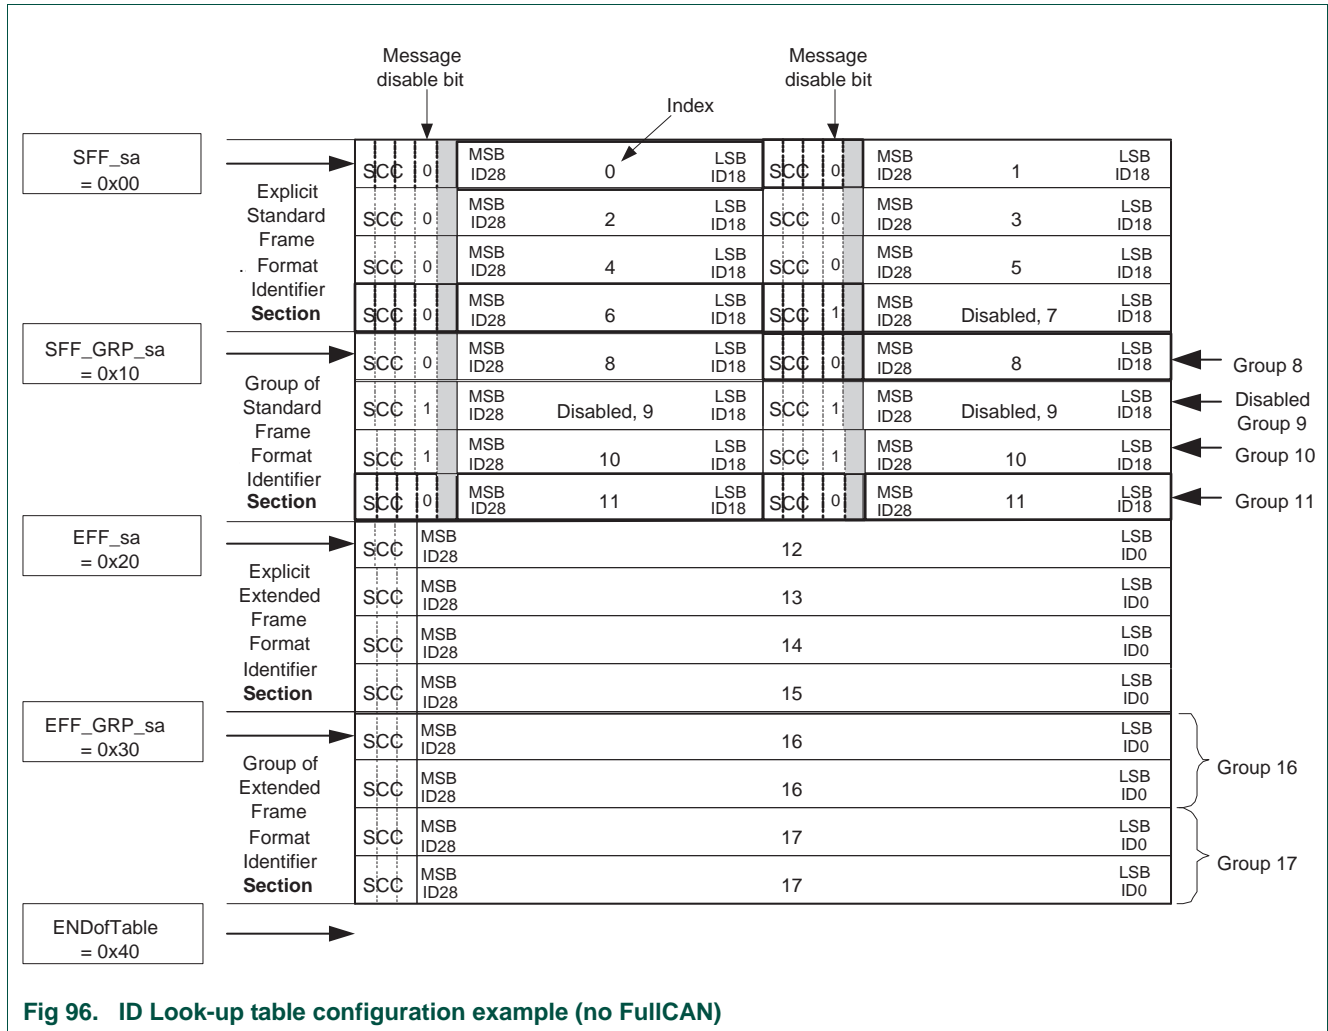 Message
disable bit
Message
disable bit
Index
SFF_sa
= 0x00
Explicit
Standard
Frame
. Format
Identifier
Section
SCC 0 MSB ID28 0 LSB ID18 SCC 0 MSB ID28 1 LSB ID18
SCC 0 MSB ID28 2 LSB ID18 SCC 0 MSB ID28 3 LSB ID18
SCC 0 MSB ID28 4 LSB ID18 SCC 0 MSB ID28 5 LSB ID18
SCC 0 MSB ID28 6 LSB ID18 SCC 1 MSB ID28 Disabled, 7 LSB ID18
SFF_GRP_sa
= 0x10
Group of
Standard
Frame
Format
Identifier
Section
SCC 0 MSB ID28 8 LSB ID18 SCC 0 MSB ID28 8 LSB ID18
Group 8
SCC 1 MSB ID28 Disabled, 9 LSB ID18 SCC 1 MSB ID28 Disabled, 9 LSB ID18
Disabled
Group 9
SCC 1 MSB ID28 10 LSB ID18 SCC 1 MSB ID28 10 LSB ID18
Group 10
SCC 0 MSB ID28 11 LSB ID18 SCC 0 MSB ID28 11 LSB ID18
Group 11
EFF_sa
= 0x20
Explicit
Extended
Frame
Format
Identifier
Section
SCC MSB ID28 12 LSB ID0
SCC MSB ID28 13 LSB ID0
SCC MSB ID28 14 LSB ID0
SCC MSB ID28 15 LSB ID0
EFF_GRP_sa
= 0x30
Group of
Extended
Frame
Format
Identifier
Section
SCC MSB ID28 16 LSB ID0
SCC MSB ID28 16 LSB ID0
Group 16
SCC MSB ID28 17 LSB ID0
SCC MSB ID28 17 LSB ID0
Group 17
ENDofTable
= 0x40
Fig 96. ID Look-up table configuration example (no FullCAN)